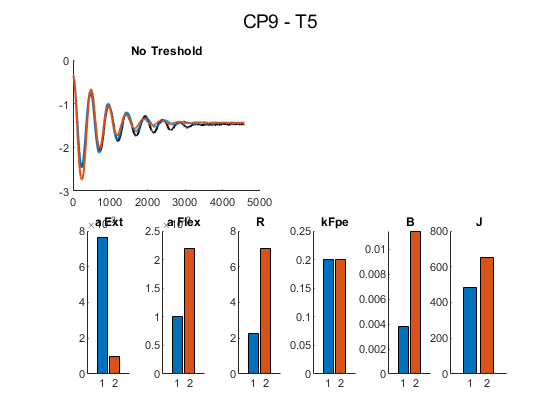 CP9 - T5
No Treshold
0
-1
-2
-3
0 1000 2000 3000 4000 5000
a Ext a Flex R kFpe B J
8 2.5 8 0.25 0.01 800
6 2 6 0.2 0.008 600
4 1.5 4 0.15 0.006 400
2 1 2 0.1 0.004 200
0 0.5 0 0.05 0.002 0
0 0 0
1 2 1 2 1 2 1 2 1 2 1 2